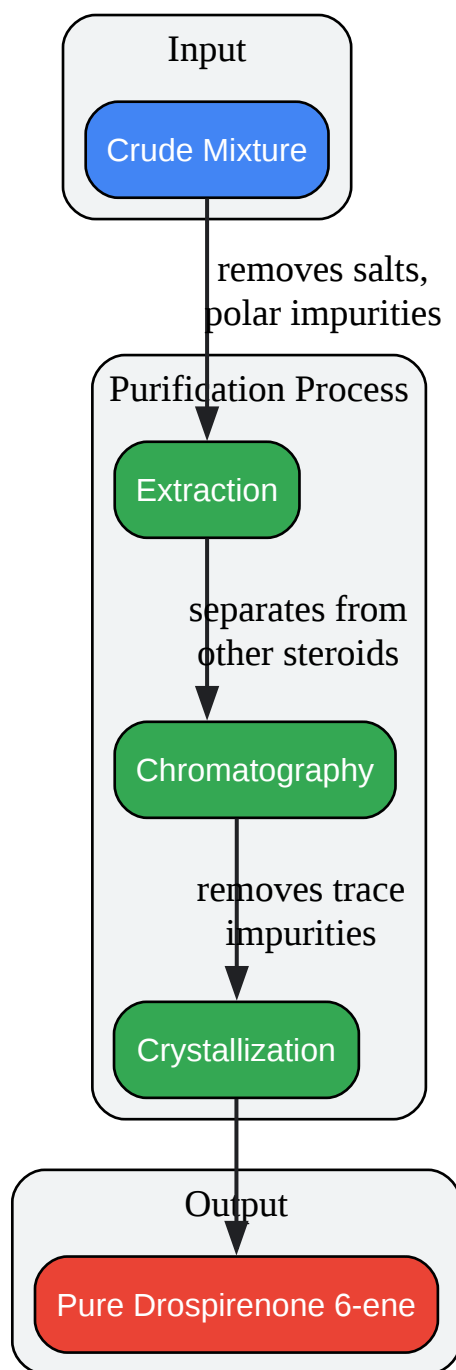 Input
Crude Mixture
removes salts,
polar impurities
Purification Process
Extraction
separates from
other steroids
Chromatography
removes trace
impurities
Crystallization
Output
Pure Drospirenone 6-ene